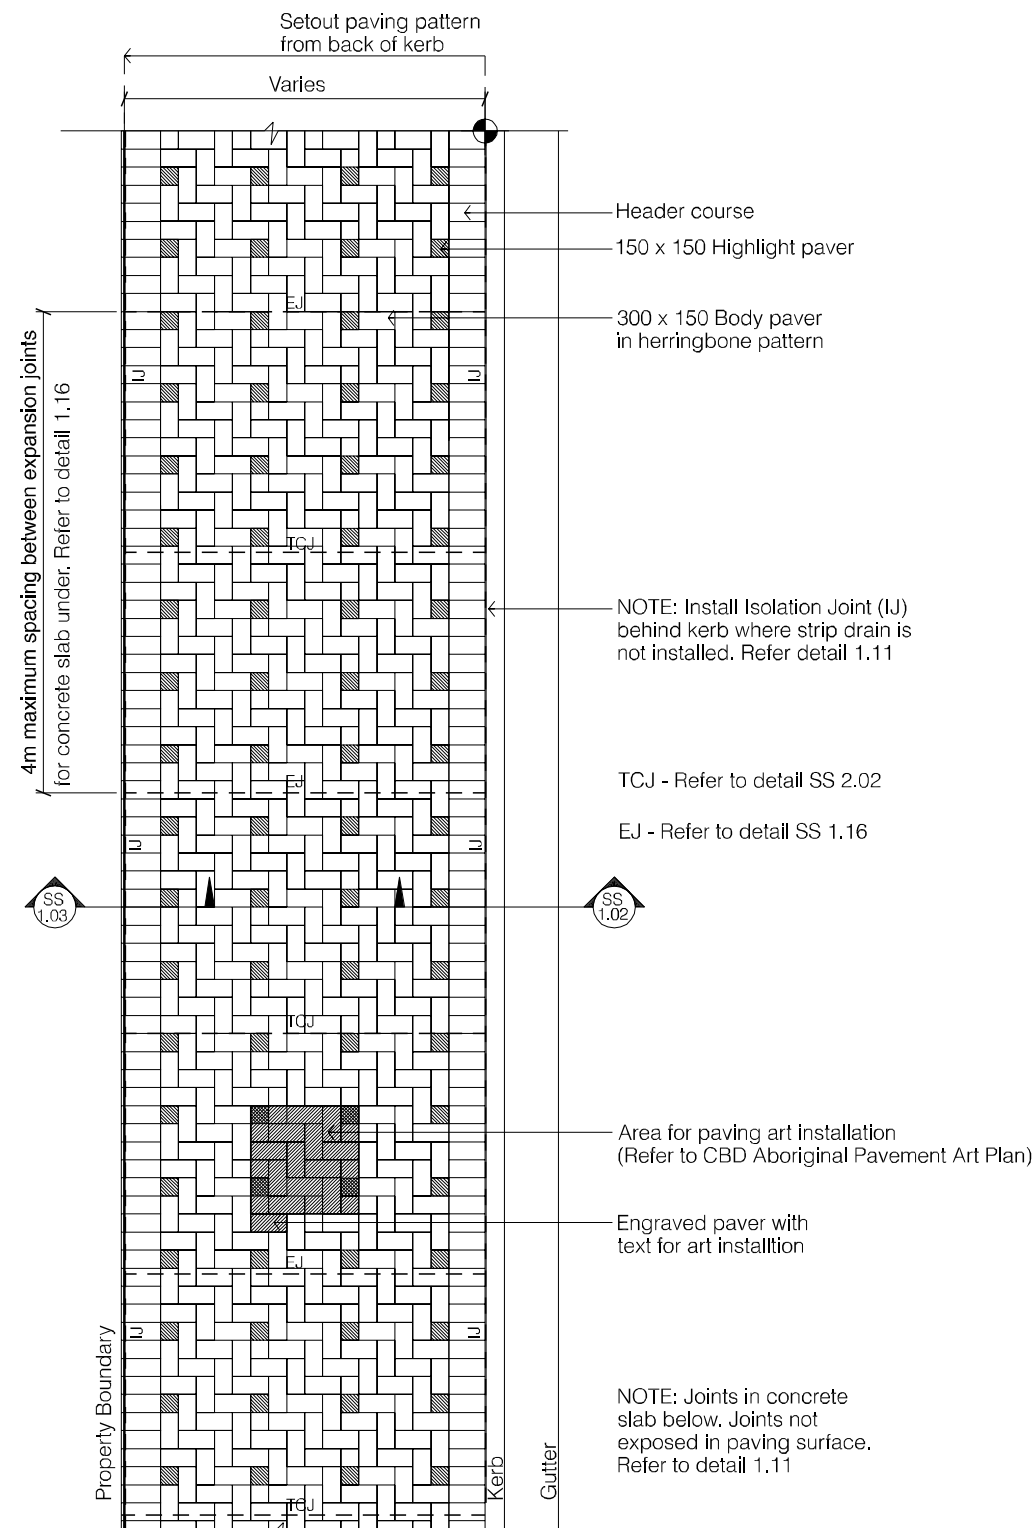 Setout paving pattern
from back of kerb
Varies
Header course
150 x 150 Highlight paver
EJ
300 x 150 Body paver
in herringbone pattern
IJ
IJ
4m maximum spacing between expansion joints
for concrete slab under. Refer to detail 1.16
TCJ
NOTE: Install Isolation Joint (IJ)
behind kerb where strip drain is
not installed. Refer detail 1.11
EJ
TCJ - Refer to detail SS 2.02
EJ - Refer to detail SS 1.16
IJ
IJ
SS
1.03
SS
1.02
TCJ
Area for paving art installation
(Refer to CBD Aboriginal Pavement Art Plan)
Engraved paver with
text for art installtion
EJ
IJ
IJ
Property Boundary
Kerb
Gutter
NOTE: Joints in concrete
slab below. Joints not
exposed in paving surface.
Refer to detail 1.11
TCJ